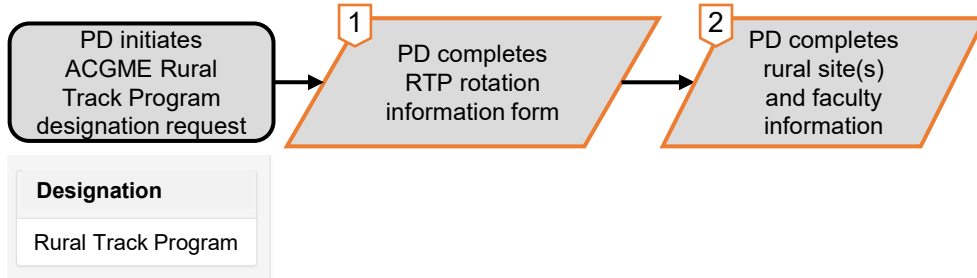 PD initiates
ACGME Rural
Track Program
designation request
1
PD completes
RTP rotation
information form
2
PD completes
rural site(s)
and faculty
information
Designation
Rural Track Program